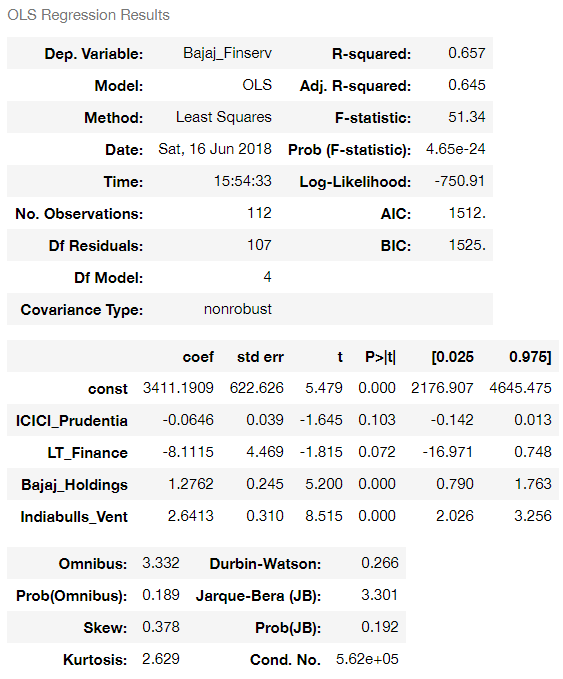 OLS Regression Results
Dep. Variable: Bajaj_Finserv R-squared: 0.657
Model: OLS Adj. R-squared: 0.645
Method: Least Squares F-statistic: 51.34
Date: Sat, 16 Jun 2018 Prob (F-statistic): 4.65e-24
Time: 15:54:33 Log-Likelihood: -750.91
No. Observations: 112 AIC: 1512.
Df Residuals: 107 BIC: 1525.
Df Model: 4
Covariance Type: nonrobust
coef std err t P>|t| [0.025 0.975]
const 3411.1909 622.626 5.479 0.000 2176.907 4645.475
ICICI_Prudentia -0.0646 0.039 -1.645 0.103 -0.142 0.013
LT_Finance -8.1115 4.469 -1.815 0.072 -16.971 0.748
Bajaj_Holdings 1.2762 0.245 5.200 0.000 0.790 1.763
Indiabulls_Vent 2.6413 0.310 8.515 0.000 2.026 3.256
Omnibus: 3.332 Durbin-Watson: 0.266
Prob(Omnibus): 0.189 Jarque-Bera (JB): 3.301
Skew: 0.378 Prob(JB): 0.192
Kurtosis: 2.629 Cond. No. 5.62e+05